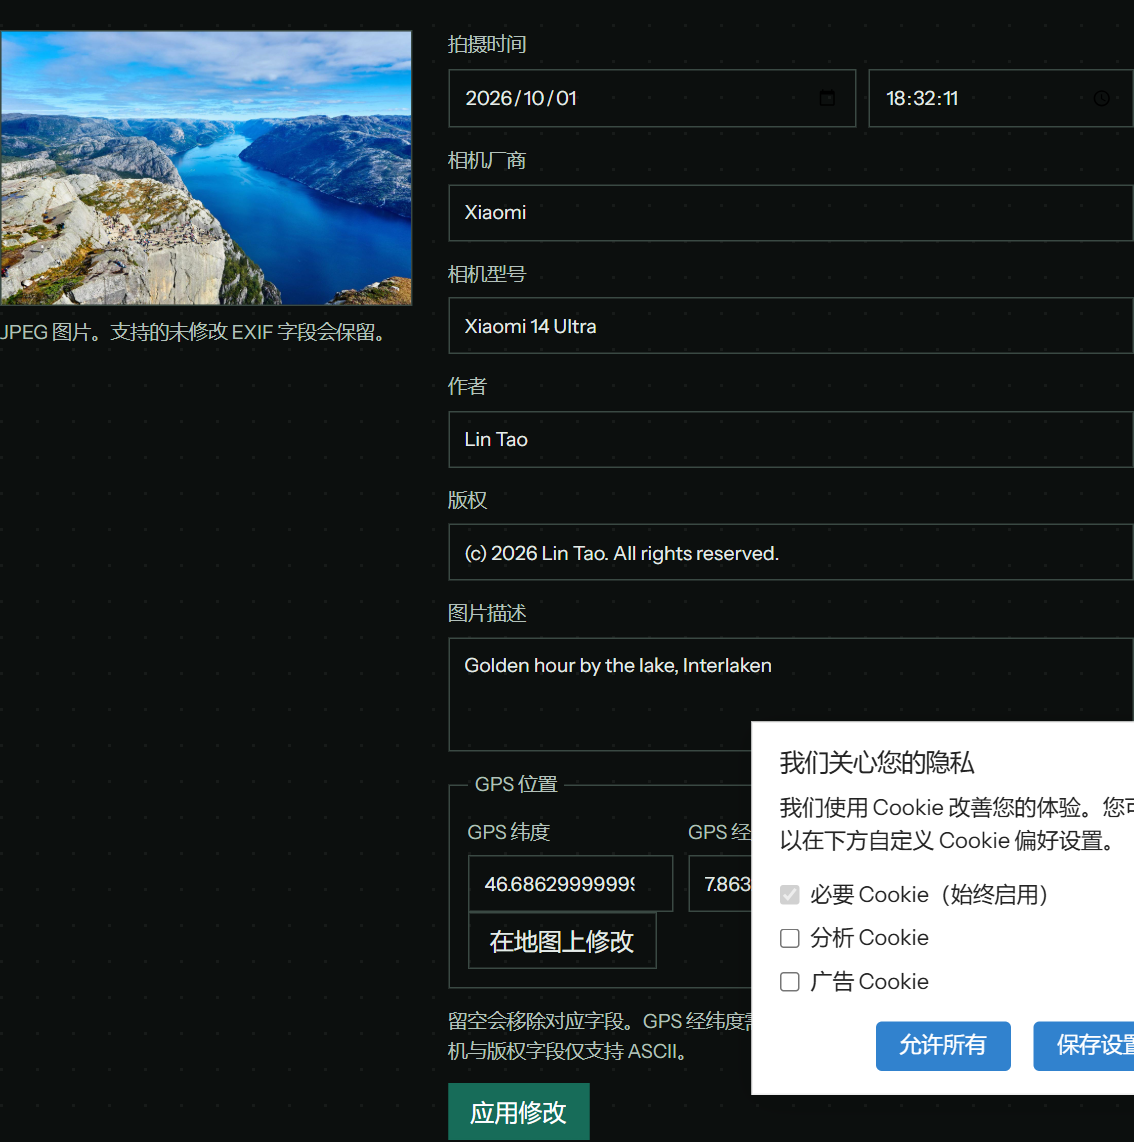 拍摄时间
2026/10/01
18:32:11
相机厂商
Xiaomi
相机型号
Xiaomi 14 Ultra
JPEG 图片。支持的未修改 EXIF 字段会保留。
作者
Lin Tao
版权
(c) 2026 Lin Tao. All rights reserved.
图片描述
Golden hour by the lake, Interlaken
GPS 位置
GPS 纬度
GPS 经
46.6862999999
7.863
在地图上修改
留空会移除对应字段。GPS 经纬度
机与版权字段仅支持 ASCII。
应用修改
我们关心您的隐私
我们使用 Cookie 改善您的体验。您可
以在下方自定义 Cookie 偏好设置。
必要 Cookie（始终启用）
分析 Cookie
广告 Cookie
允许所有
保存设置